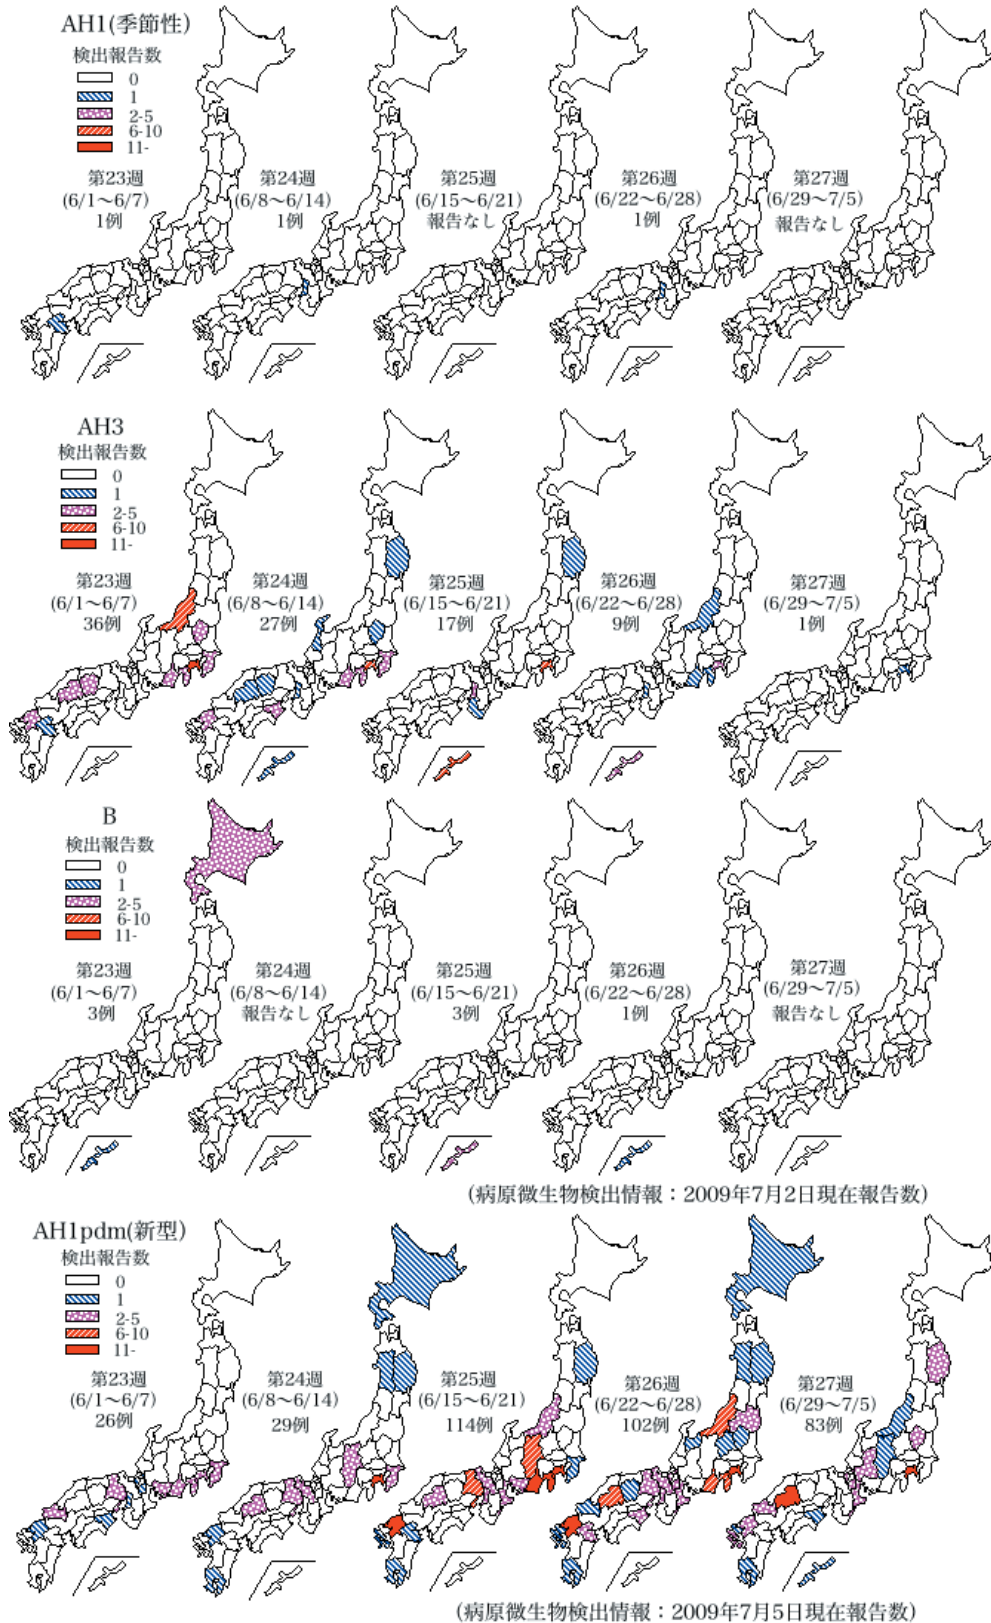 AH1(季節性)
検出報告数
0
1
2-5
6-10
11-
第23週
(6/1～6/7)
1例
第24週
(6/8～6/14)
1例
第25週
(6/15～6/21)
報告なし
第26週
(6/22～6/28)
1例
第27週
(6/29～7/5)
報告なし
AH3
検出報告数
0
1
2-5
6-10
11-
第23週
(6/1～6/7)
36例
第24週
(6/8～6/14)
27例
第25週
(6/15～6/21)
17例
第26週
(6/22～6/28)
9例
第27週
(6/29～7/5)
1例
B
検出報告数
0
1
2-5
6-10
11-
第23週
(6/1～6/7)
3例
第24週
(6/8～6/14)
報告なし
第25週
(6/15～6/21)
3例
第26週
(6/22～6/28)
1例
第27週
(6/29～7/5)
報告なし
(病原微生物検出情報：2009年7月2日現在報告数)
AH1pdm(新型)
検出報告数
0
1
2-5
6-10
11-
第23週
(6/1～6/7)
26例
第24週
(6/8～6/14)
29例
第25週
(6/15～6/21)
114例
第26週
(6/22～6/28)
102例
第27週
(6/29～7/5)
83例
(病原微生物検出情報：2009年7月5日現在報告数)